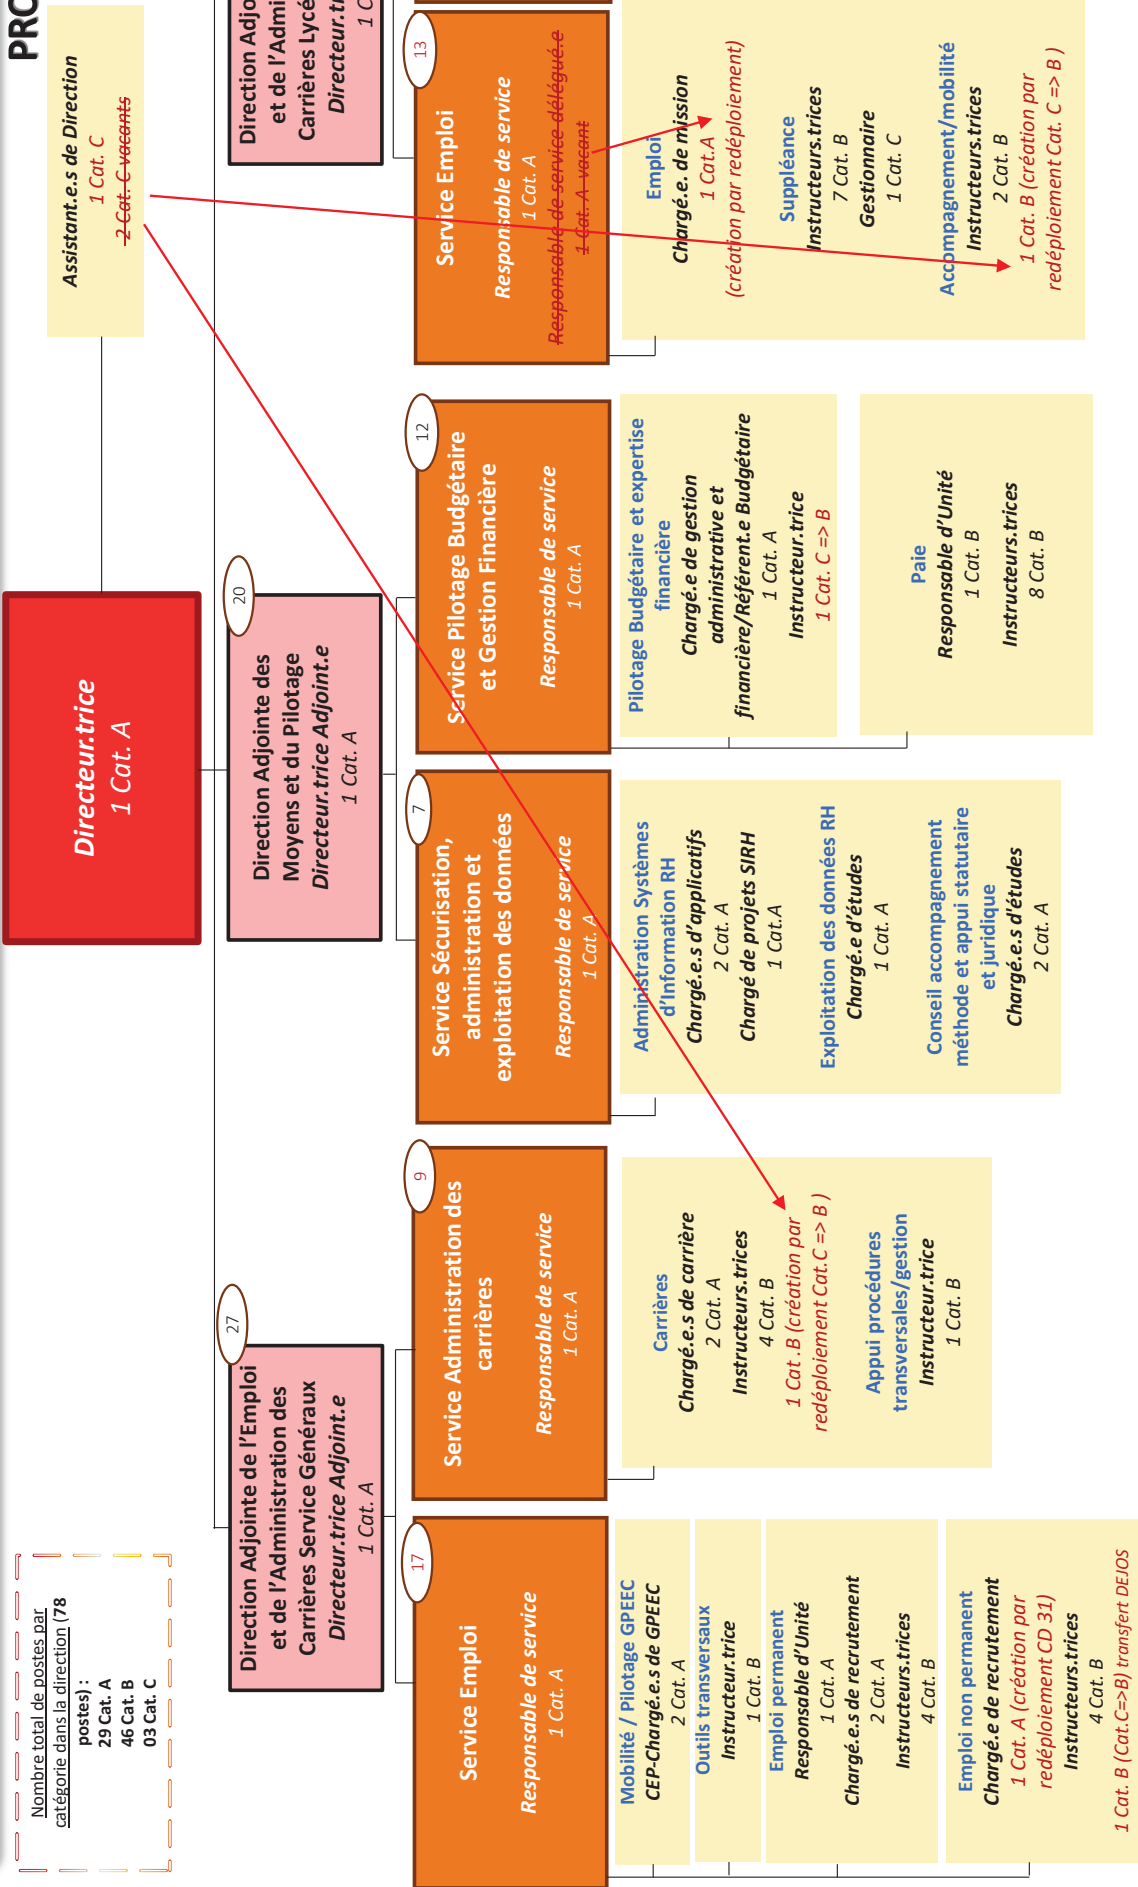 PRO
Nombre total de postes par
catégorie dans la direction (78
postes) :
29 Cat. A
46 Cat. B
03 Cat. C
Directeur.trice
1 Cat. A
Assistant.e.s de Direction
1 Cat. C
2 Cat. C vacants
27
Direction Adjointe de l'Emploi
et de l'Administration des
Carrières Service Généraux
Directeur.trice Adjoint.e
1 Cat. A
20
Direction Adjointe des
Moyens et du Pilotage
Directeur.trice Adjoint.e
1 Cat. A
Direction Adjo
et de l'Admi
Carrières Lycé
Directeur.tr
1 C
17
Service Emploi
Responsable de service
1 Cat. A
Mobilité / Pilotage GPEEC
CEP-Chargé.e.s de GPEEC
2 Cat. A
Outils transversaux
Instructeur.trice
1 Cat. B
Emploi permanent
Responsable d'Unité
1 Cat. A
Chargé.e.s de recrutement
2 Cat. A
Instructeurs.trices
4 Cat. B
Emploi non permanent
Chargé.e de recrutement
1 Cat. A (création par
redéploiement CD 31)
Instructeurs.trices
4 Cat. B
1 Cat. B (Cat.C=>B) transfert DEJOS
9
Service Administration des
carrières
Responsable de service
1 Cat. A
Carrières
Chargé.e.s de carrière
2 Cat. A
Instructeurs.trices
4 Cat. B
1 Cat .B (création par
redéploiement Cat.C => B )
Appui procédures
transversales/gestion
Instructeur.trice
1 Cat. B
7
Service Sécurisation,
administration et
exploitation des données
Responsable de service
1 Cat. A
Administration Systèmes
d'Information RH
Chargé.e.s d'applicatifs
2 Cat. A
Chargé de projets SIRH
1 Cat.A
Exploitation des données RH
Chargé.e d'études
1 Cat. A
Conseil accompagnement
méthode et appui statutaire
et juridique
Chargé.e.s d'études
2 Cat. A
12
Service Pilotage Budgétaire
et Gestion Financière
Responsable de service
1 Cat. A
Pilotage Budgétaire et expertise
financière
Chargé.e de gestion
administrative et
financière/Référent.e Budgétaire
1 Cat. A
Instructeur.trice
1 Cat. C => B
Paie
Responsable d'Unité
1 Cat. B
Instructeurs.trices
8 Cat. B
13
Service Emploi
Responsable de service
1 Cat. A
Responsable de service délégué.e
1 Cat. A vacant
Emploi
Chargé.e. de mission
1 Cat.A
(création par redéploiement)
Suppléance
Instructeurs.trices
7 Cat. B
Gestionnaire
1 Cat. C
Accompagnement/mobilité
Instructeurs.trices
2 Cat. B
1 Cat. B (création par
redéploiement Cat. C => B )